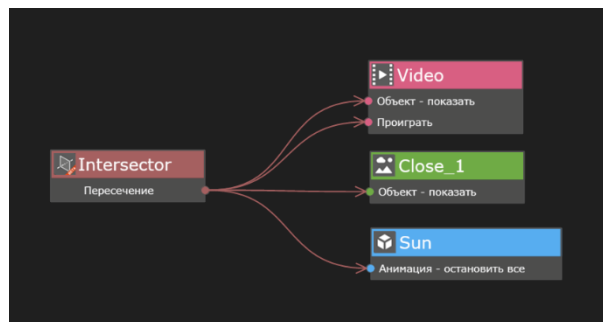 Video
Объект - показать
Проиграть
Intersector
Пересечение
Close_1
Объект - показать
Sun
Анимация - остановить все